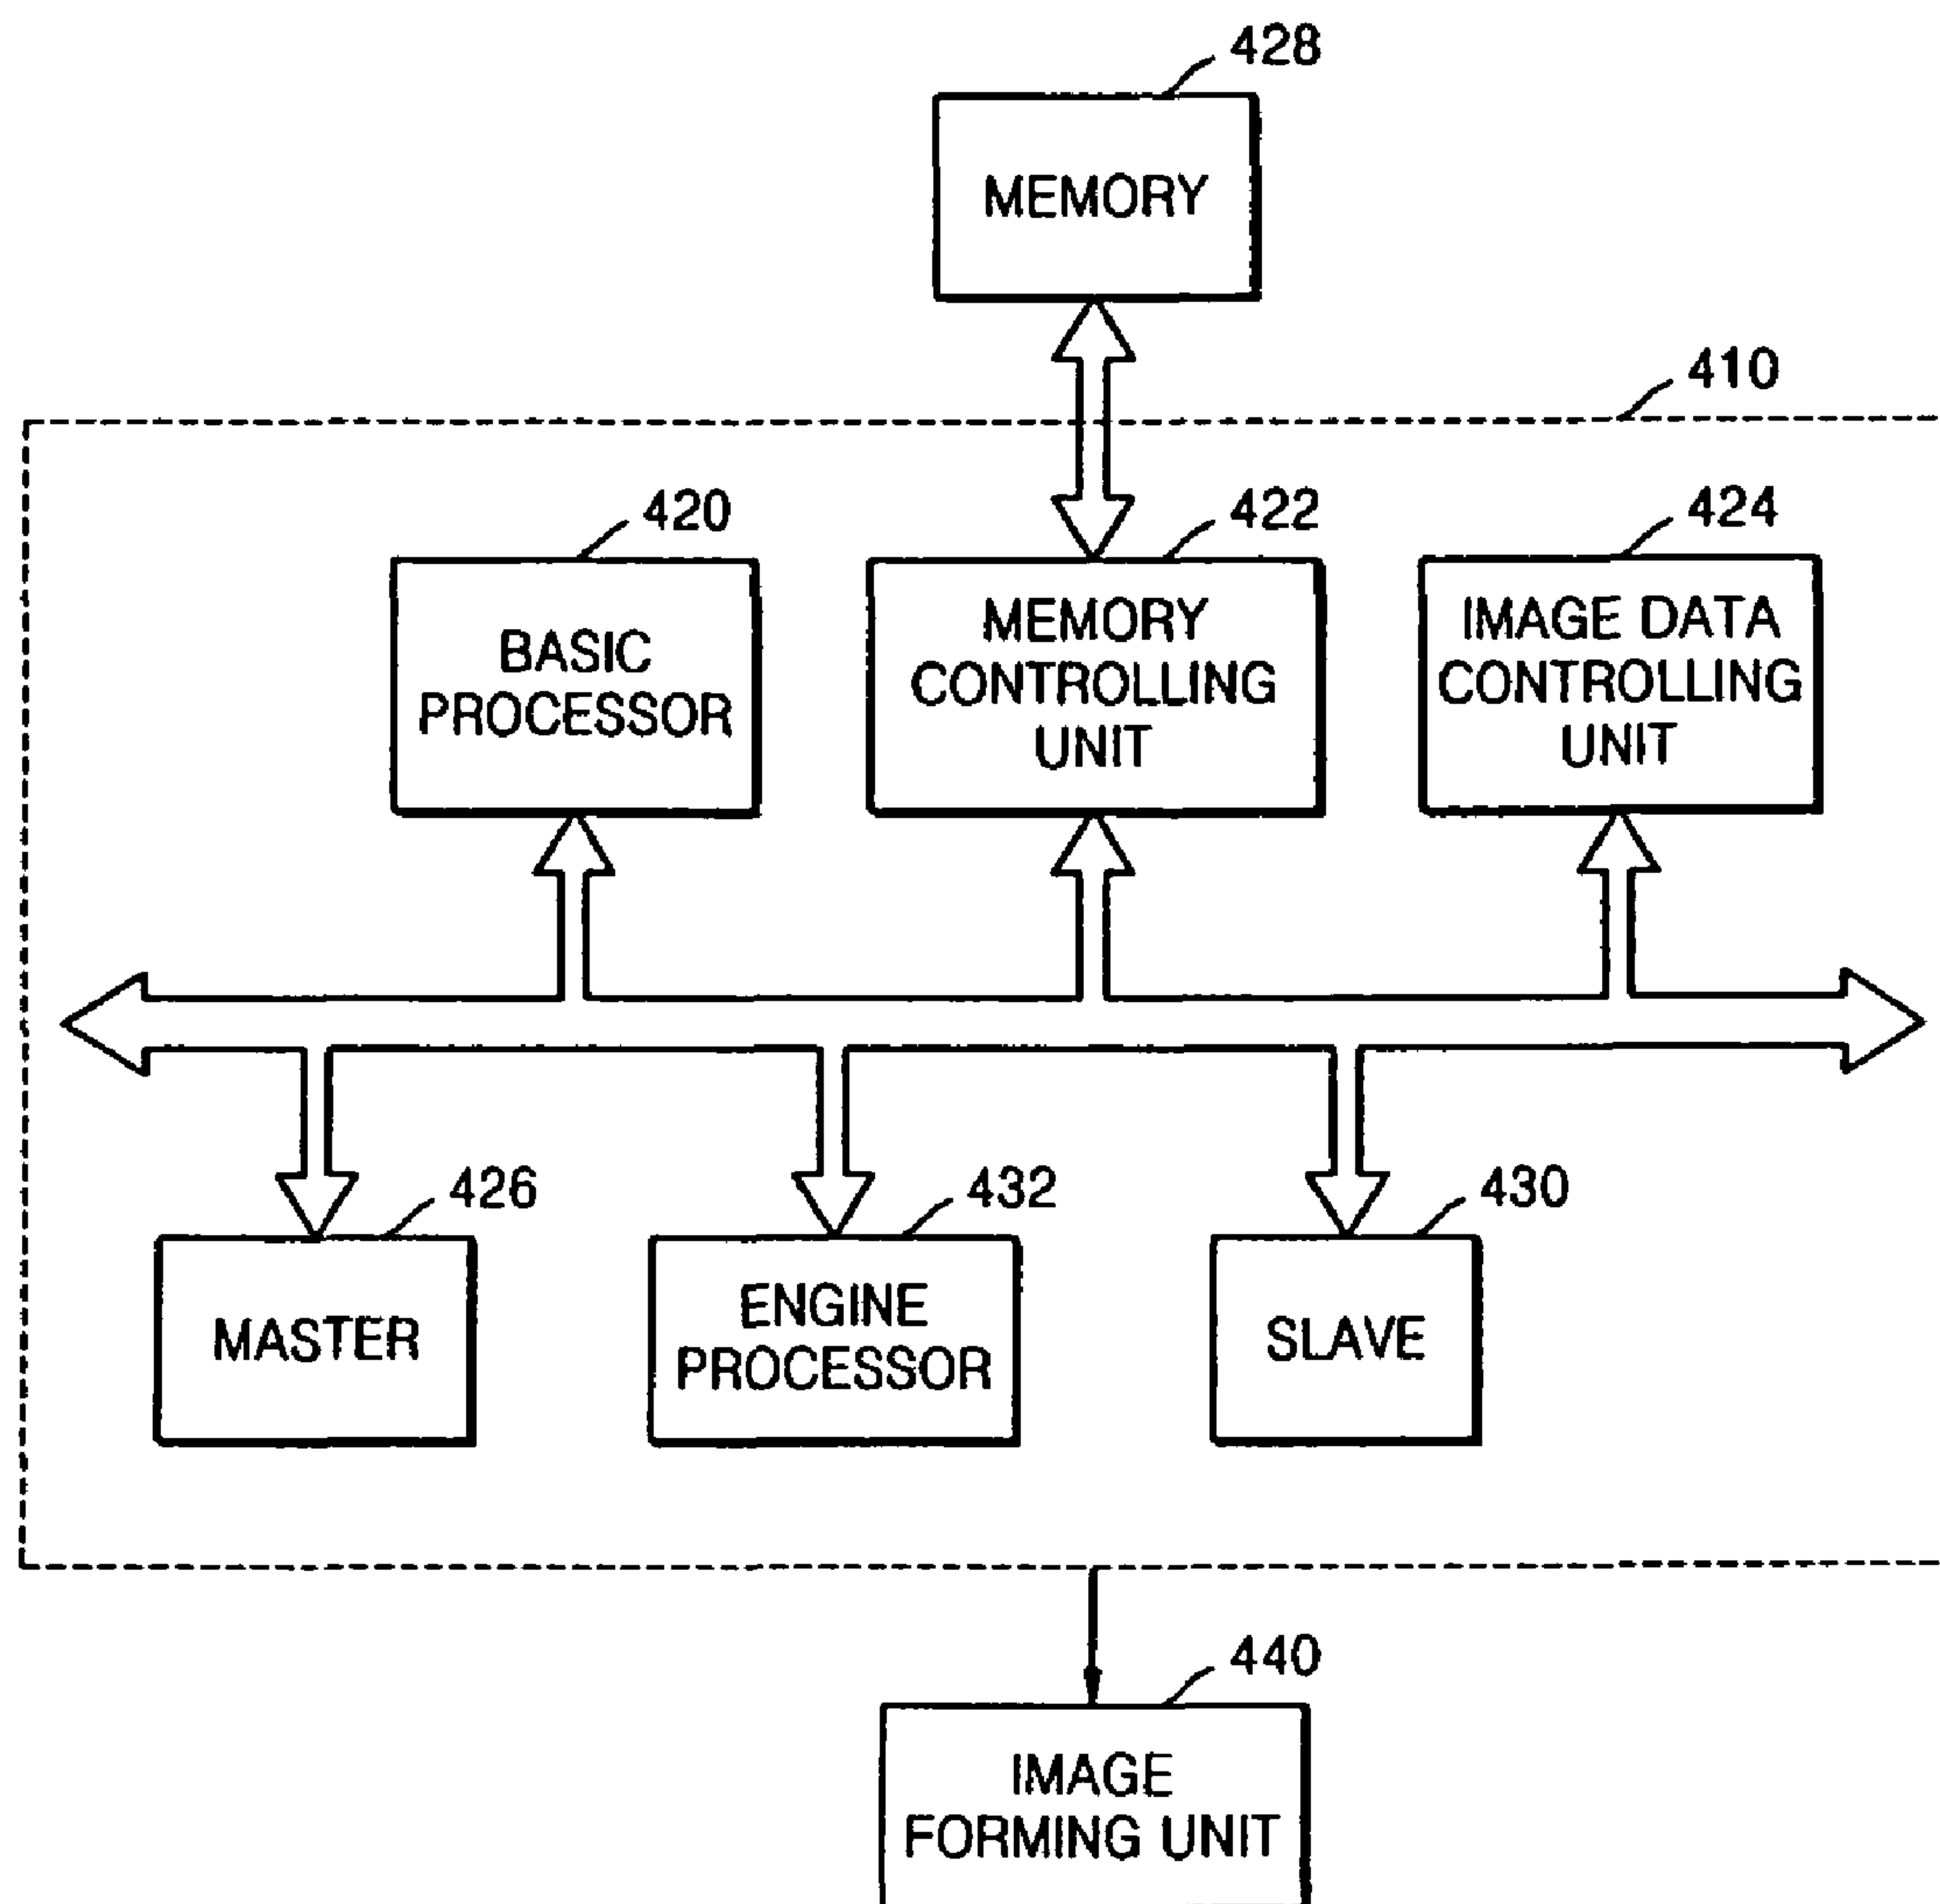 428
MEMORY
410
420
422
424
BASIC
PROCESSOR
MEMORY
CONTROLLING
UNIT
IMAGE DATA
CONTROLLING
UNIT
426
432
430
MASTER
ENGINE
PROCESSOR
SLAVE
440
IMAGE
FORMING UNIT